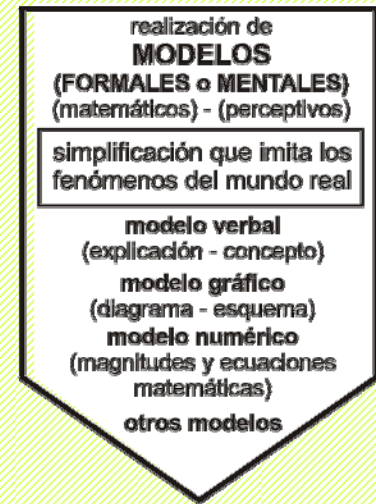 realización de
MODELOS
(FORMALES o MENTALES)
(matemáticos) - (perceptivos)
simplificación que imita los
fenómenos del mundo real
modelo verbal
(explicación - concepto)
modelo gráfico
(diagrama - esquema)
modelo numérico
(magnitudes y ecuaciones
matemáticas)
otros modelos